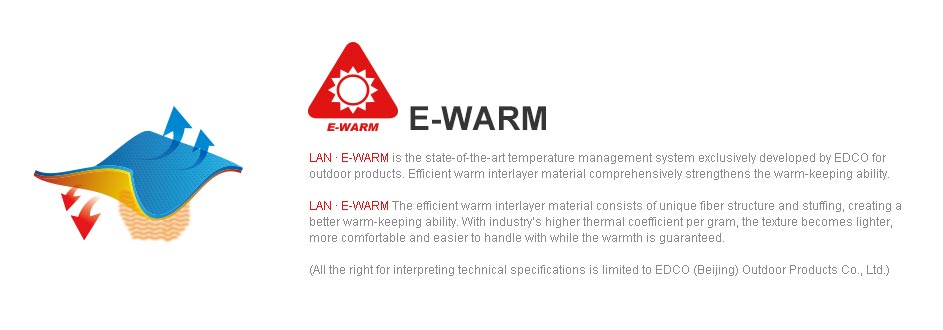 E-WARM
E-WARM
LAN · E-WARM is the state-of-the-art temperature management system exclusively developed by EDCO for
outdoor products. Efficient warm interlayer material comprehensively strengthens the warm-keeping ability.
LAN · E-WARM The efficient warm interlayer material consists of unique fiber structure and stuffing, creating a
better warm-keeping ability. With industry's higher thermal coefficient per gram, the texture becomes lighter,
more comfortable and easier to handle with while the warmth is guaranteed.
(All the right for interpreting technical specifications is limited to EDCO (Beijing) Outdoor Products Co., Ltd.)